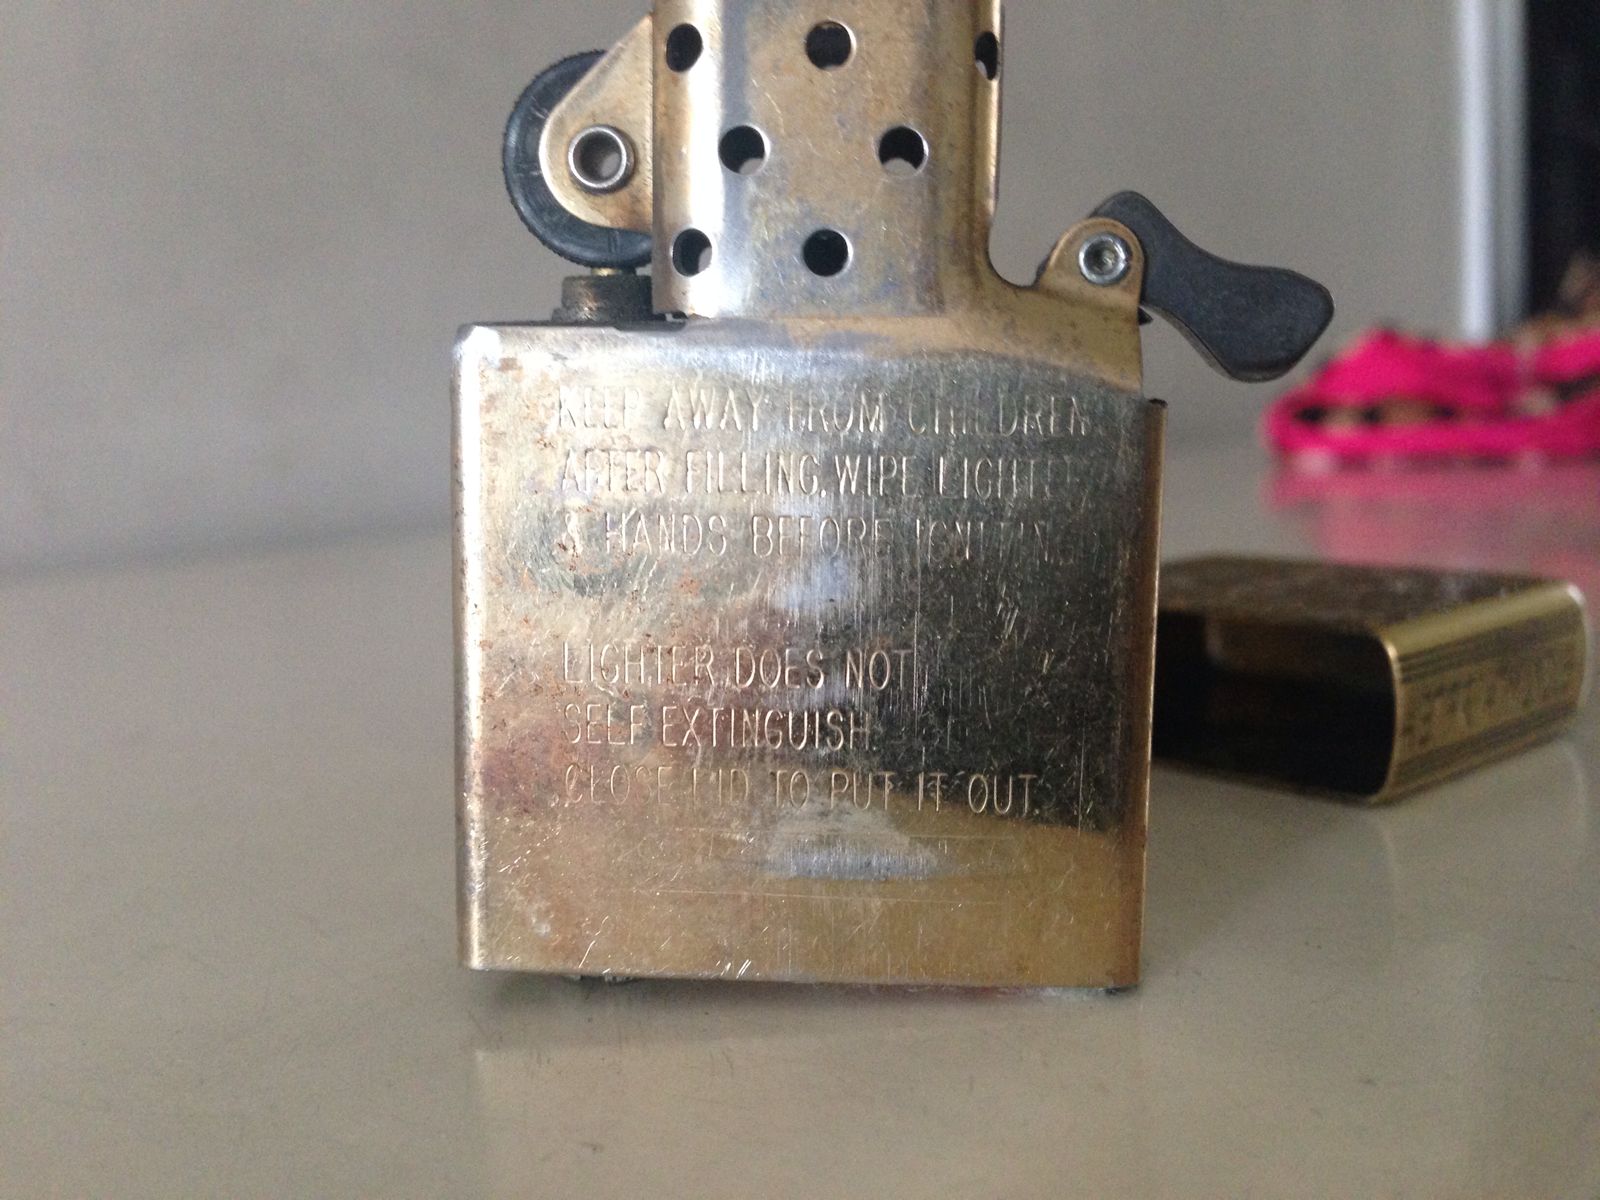 KEEP AWAY FROM CHILDREN.
AFTER FILLING, WIPE LIGHTER
& HANDS BEFORE IGNITING
LIGHTER DOES NOT
SELF EXTINGUISH
CLOSE LID TO PUT IT OUT.